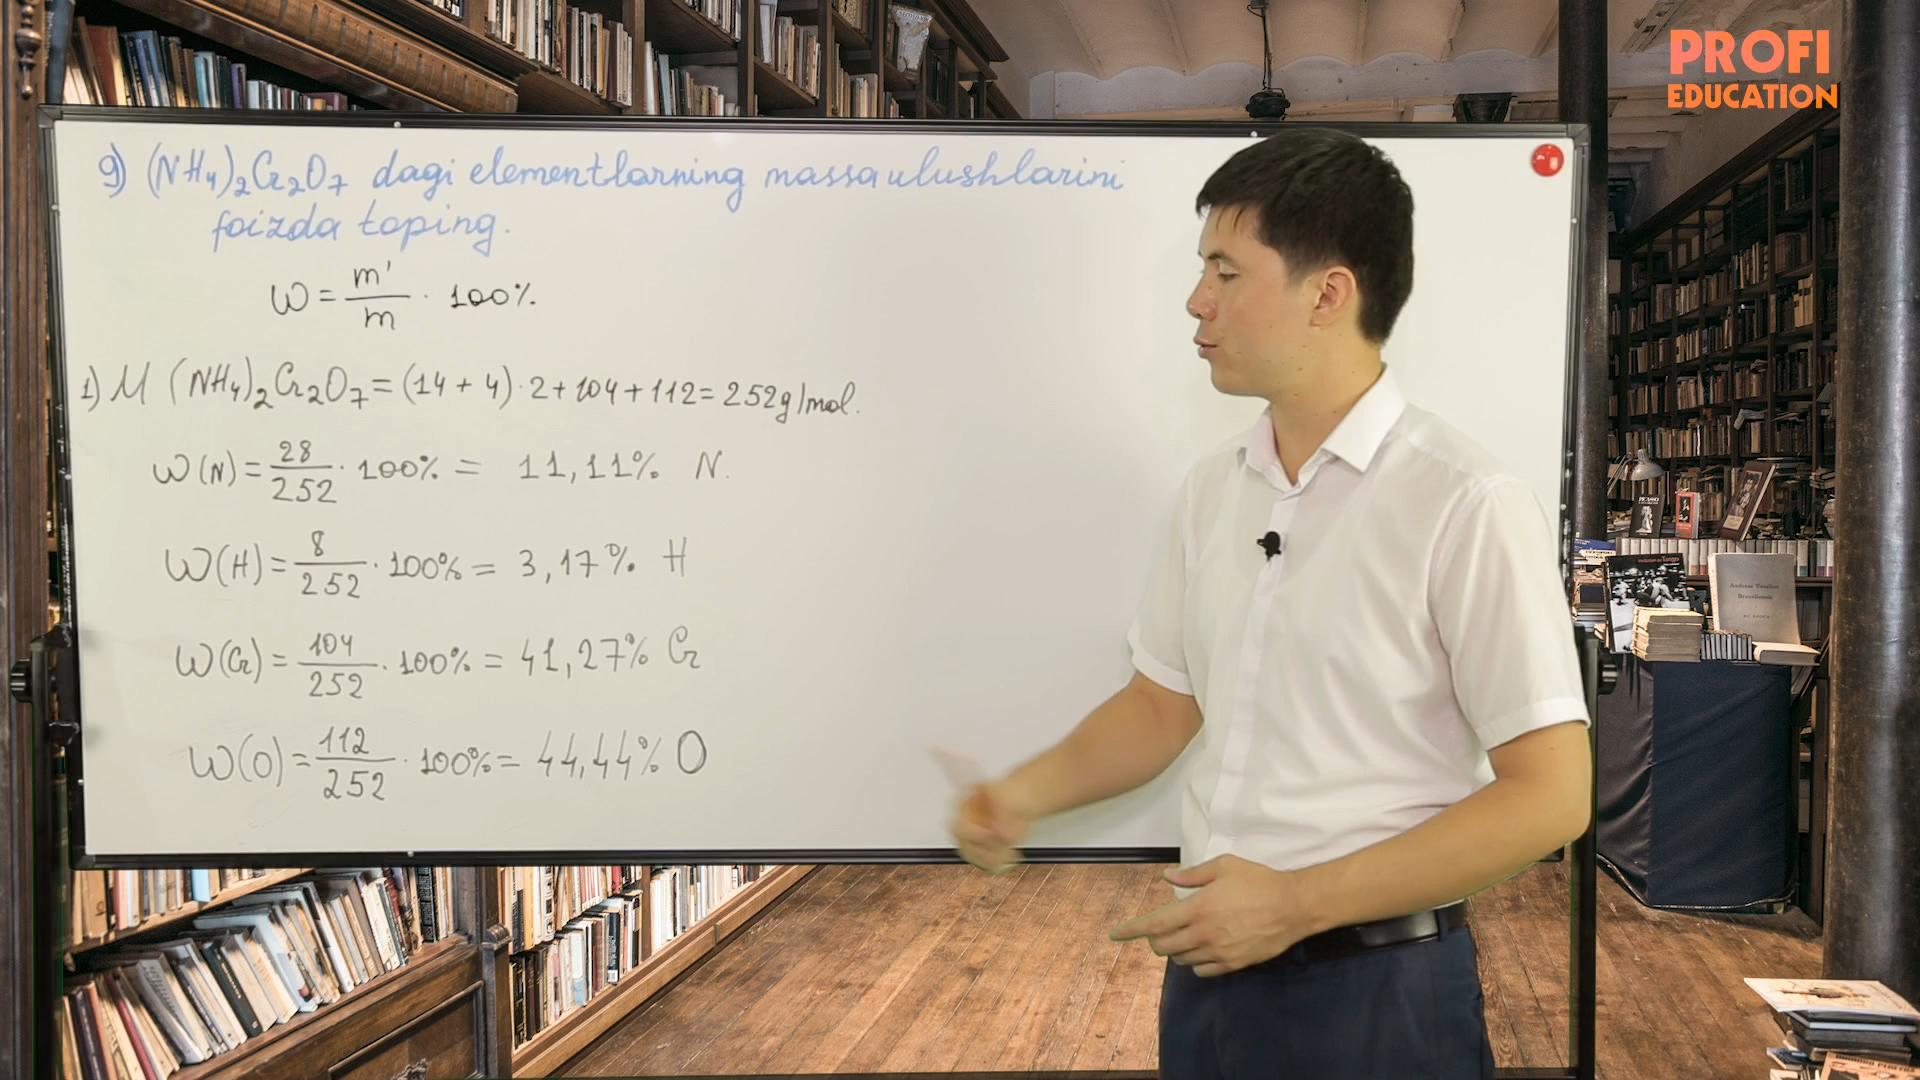 PROFI
EDUCATION
9) (NH₄)₂Cr₂O₇ dagi elementlarning massa ulushlarini
foizda toping.
ω = m'/m · 100%
1) M (NH₄)₂Cr₂O₇ = (14 + 4) · 2 + 104 + 112 = 252 g/mol.
ω(N) = 28/252 · 100% = 11,11% N.
ω(H) = 8/252 · 100% = 3,17% H
ω(Cr) = 104/252 · 100% = 41,27% Cr
ω(O) = 112/252 · 100% = 44,44% O